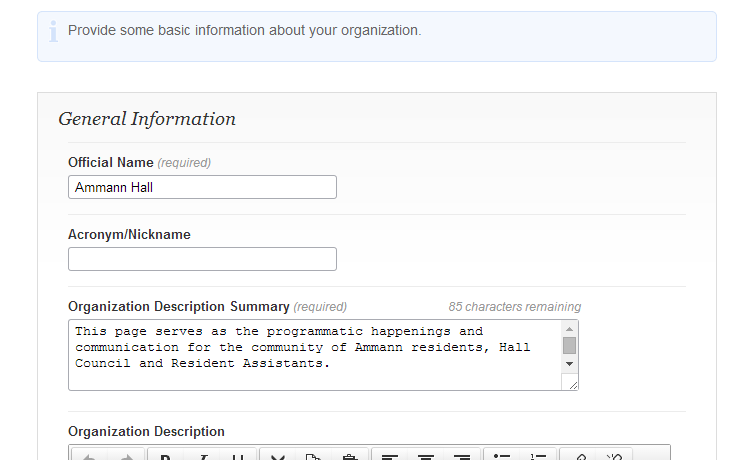 Provide some basic information about your organization.
General Information
Official Name (required)
Ammann Hall
Acronym/Nickname
Organization Description Summary (required) 85 characters remaining
This page serves as the programmatic happenings and
communication for the community of Ammann residents, Hall
Council and Resident Assistants.
Organization Description